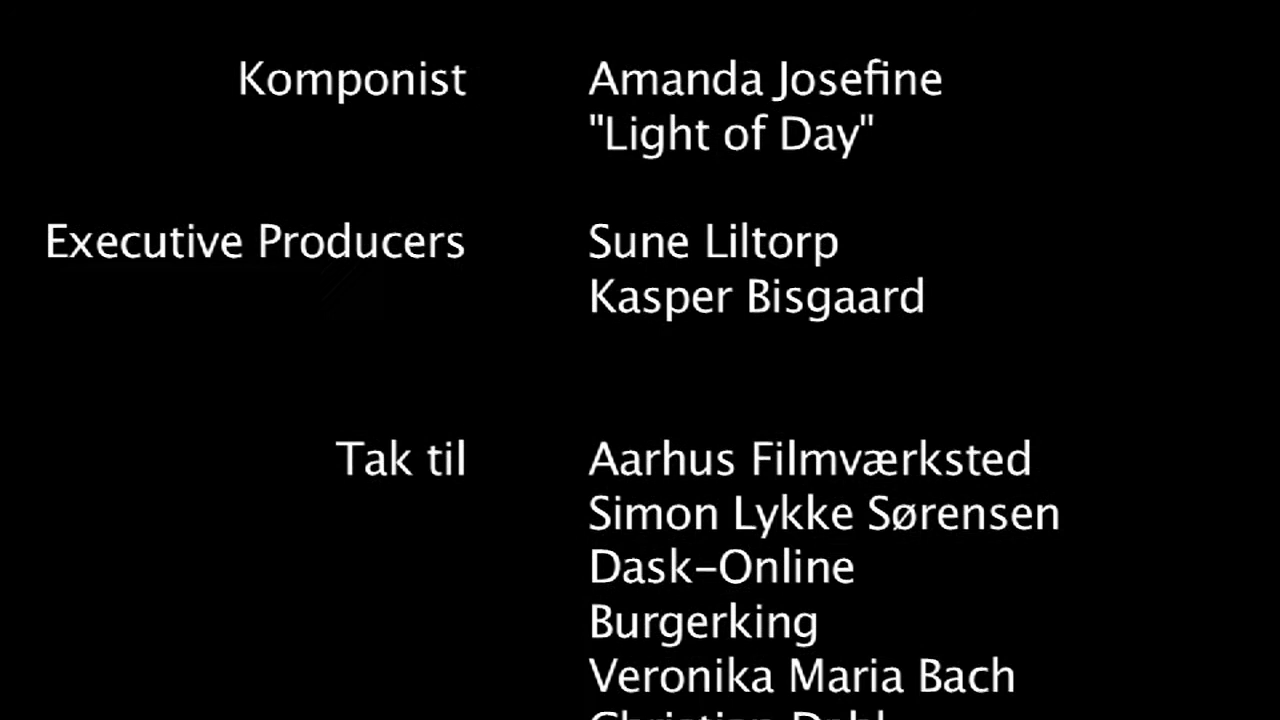 Komponist Amanda Josefine
"Light of Day"
Executive Producers Sune Liltorp
Kasper Bisgaard
Tak til Aarhus Filmværksted
Simon Lykke Sørensen
Dask-Online
Burgerking
Veronika Maria Bach